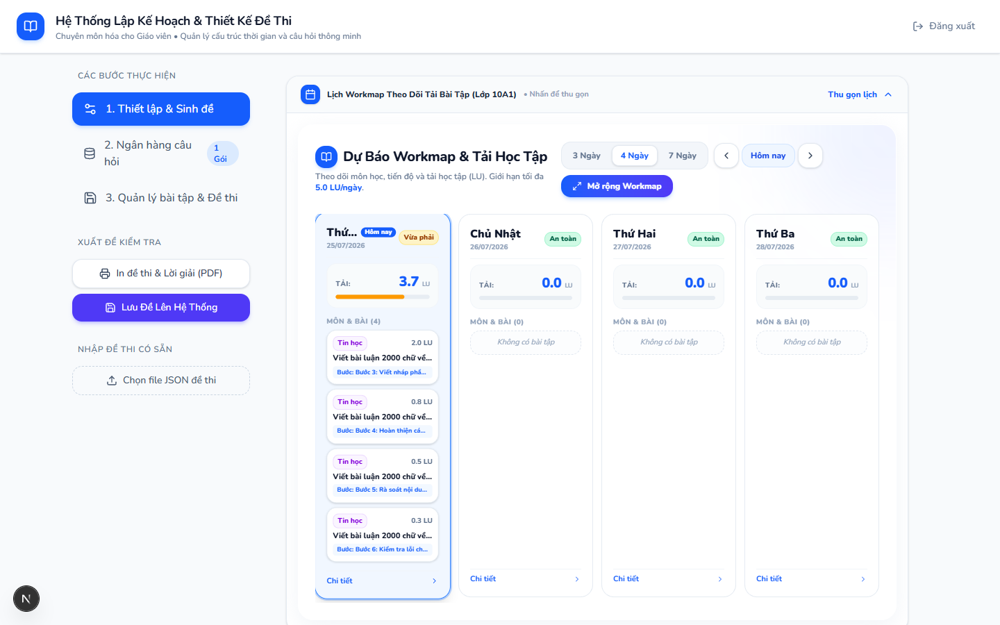 Hệ Thống Lập Kế Hoạch & Thiết Kế Đề Thi
Chuyên môn hóa cho Giáo viên • Quản lý cấu trúc thời gian và câu hỏi thông minh
Đăng xuất
CÁC BƯỚC THỰC HIỆN
1. Thiết lập & Sinh đề
2. Ngân hàng câu hỏi
1 Gói
3. Quản lý bài tập & Đề thi
XUẤT ĐỀ KIỂM TRA
In đề thi & Lời giải (PDF)
Lưu Đề Lên Hệ Thống
NHẬP ĐỀ THI CÓ SẴN
Chọn file JSON đề thi
Lịch Workmap Theo Dõi Tải Bài Tập (Lớp 10A1) • Nhấn để thu gọn
Thu gọn lịch
Dự Báo Workmap & Tải Học Tập
Theo dõi môn học, tiến độ và tải học tập (LU). Giới hạn tối đa
5.0 LU/ngày.
3 Ngày 4 Ngày 7 Ngày
Hôm nay
Mở rộng Workmap
Thứ... Hôm nay
25/07/2026
Vừa phải
TẢI: 3.7 LU
MÔN & BÀI (4)
Tin học 2.0 LU
Viết bài luận 2000 chữ về...
Bước: Bước 3: Viết nháp phầ...
Tin học 0.8 LU
Viết bài luận 2000 chữ về...
Bước: Bước 4: Hoàn thiện cá...
Tin học 0.5 LU
Viết bài luận 2000 chữ về...
Bước: Bước 5: Rà soát nội du...
Tin học 0.3 LU
Viết bài luận 2000 chữ về...
Bước: Bước 6: Kiểm tra lỗi ch...
Chi tiết
Chủ Nhật
26/07/2026
An toàn
TẢI: 0.0 LU
MÔN & BÀI (0)
Không có bài tập
Chi tiết
Thứ Hai
27/07/2026
An toàn
TẢI: 0.0 LU
MÔN & BÀI (0)
Không có bài tập
Chi tiết
Thứ Ba
28/07/2026
An toàn
TẢI: 0.0 LU
MÔN & BÀI (0)
Không có bài tập
Chi tiết
N